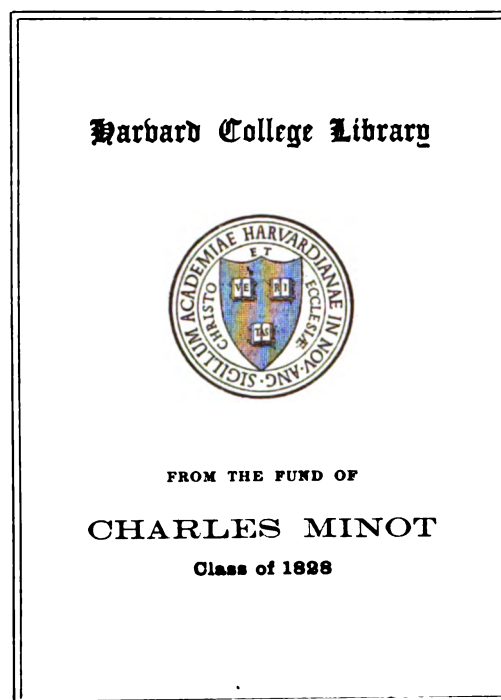 Harvard College Library
SIGILLUM ACADEMIAE HARVARDIANAE IN NOV·ANG·
CHRISTO ET ECCLESIÆ
VE RI
TAS
FROM THE FUND OF
CHARLES MINOT
Class of 1828